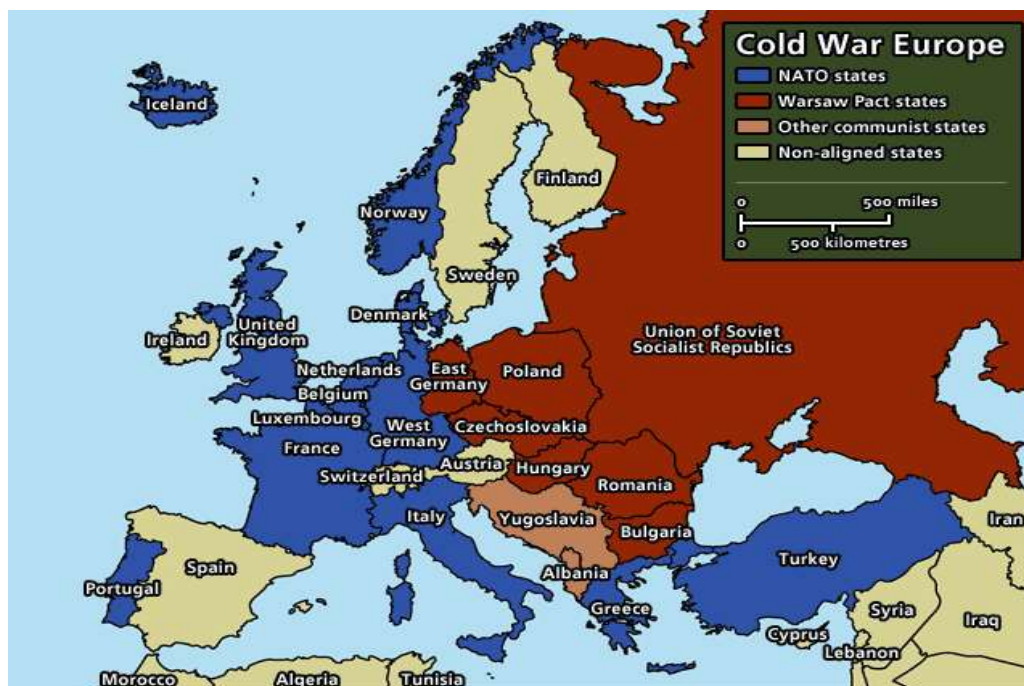 Cold War Europe
NATO states
Warsaw Pact states
Other communist states
Non-aligned states
0 500 miles
0 500 kilometres
Iceland
Finland
Norway
Sweden
Denmark
Ireland
United
Kingdom
Union of Soviet
Socialist Republics
Netherlands
East
Germany
Poland
Belgium
Luxembourg
West
Germany
Czechoslovakia
France
Switzerland
Austria
Hungary
Romania
Italy
Yugoslavia
Bulgaria
Iran
Turkey
Spain
Albania
Portugal
Greece
Syria
Iraq
Cyprus
Lebanon
Morocco
Algeria
Tunisia